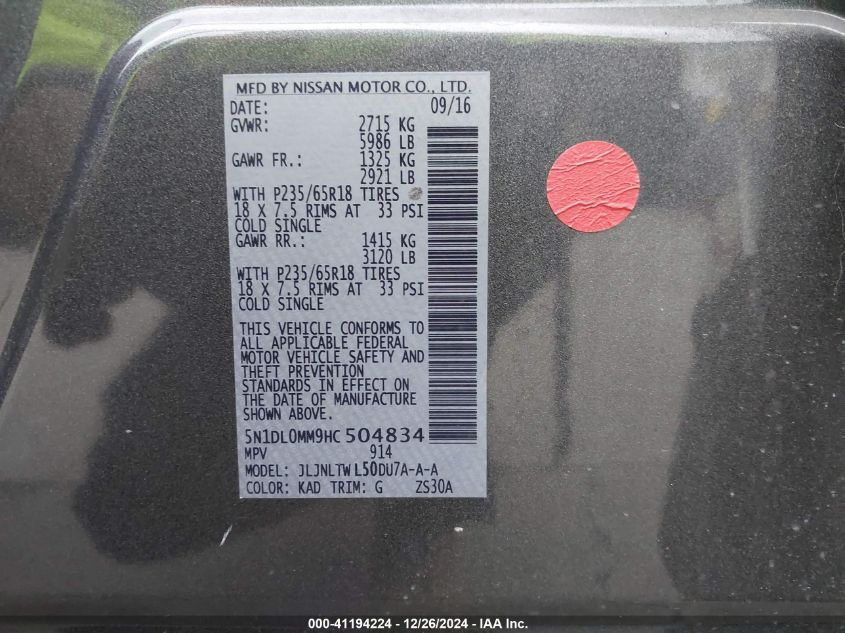 MFD BY NISSAN MOTOR CO., LTD.
DATE: 09/16
GVWR: 2715 KG
5986 LB
GAWR FR.: 1325 KG
2921 LB
WITH P235/65R18 TIRES
18 X 7.5 RIMS AT 33 PSI
COLD SINGLE
GAWR RR.: 1415 KG
3120 LB
WITH P235/65R18 TIRES
18 X 7.5 RIMS AT 33 PSI
COLD SINGLE
THIS VEHICLE CONFORMS TO
ALL APPLICABLE FEDERAL
MOTOR VEHICLE SAFETY AND
THEFT PREVENTION
STANDARDS IN EFFECT ON
THE DATE OF MANUFACTURE
SHOWN ABOVE.
5N1DL0MM9HC504834
MPV 914
MODEL: JLJNLTWL50DU7A-A-A
COLOR: KAD TRIM: G ZS30A
000-41194224 - 12/26/2024 - IAA Inc.